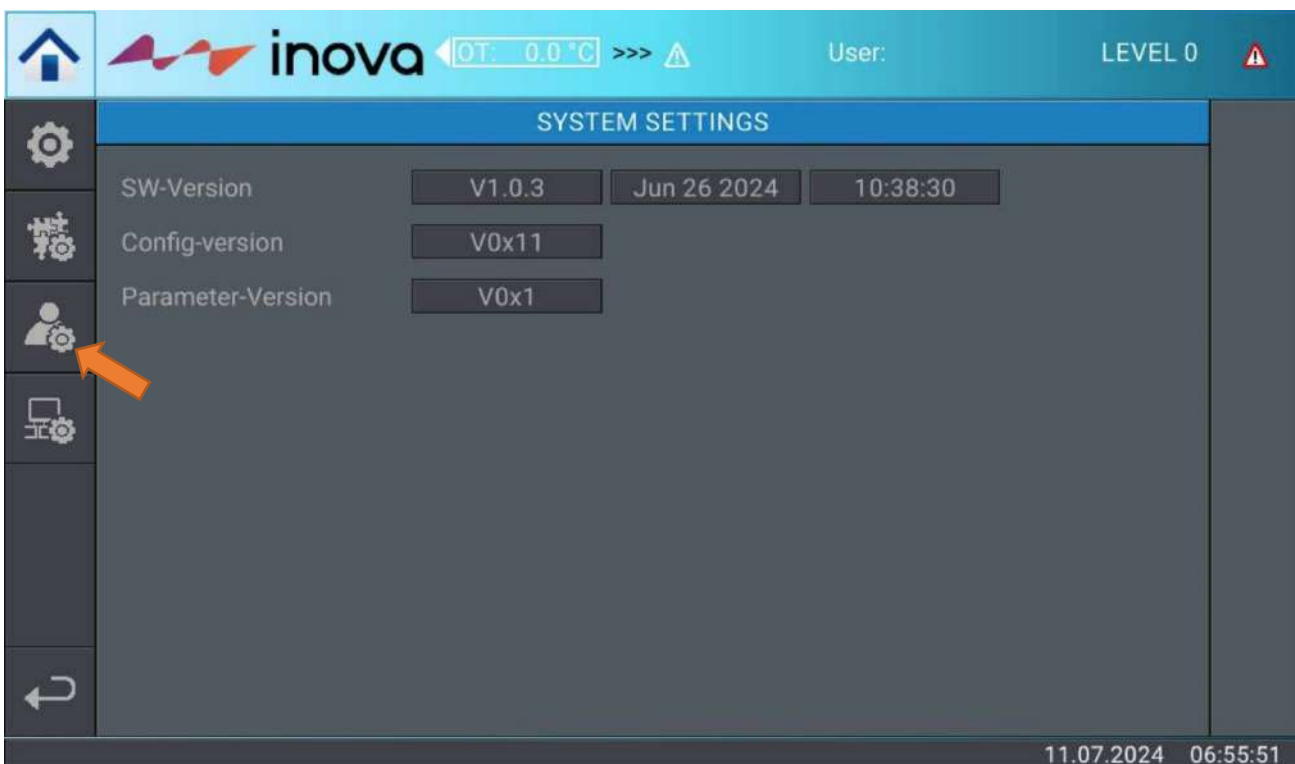 inova OT: 0.0 °C >>> User: LEVEL 0
SYSTEM SETTINGS
SW-Version V1.0.3 Jun 26 2024 10:38:30
Config-version V0x11
Parameter-Version V0x1
11.07.2024 06:55:51